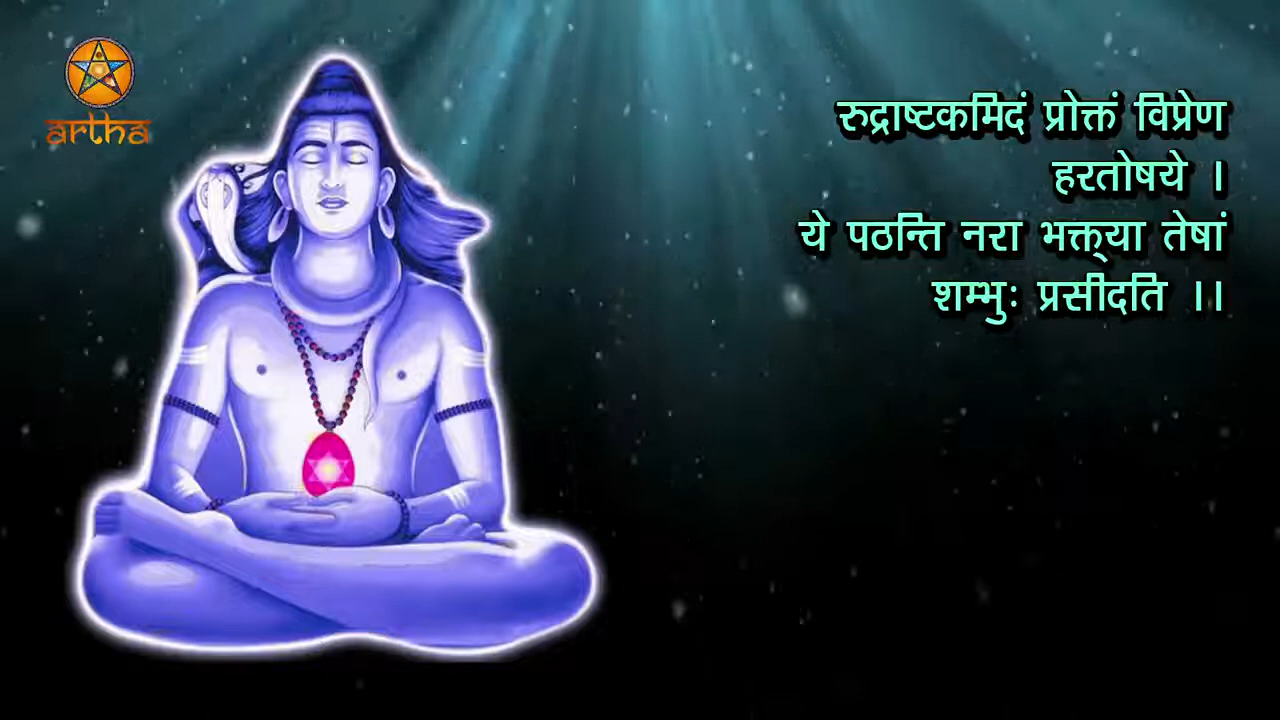 artha
रुद्राष्टकमिदं प्रोक्तं विप्रेण
हरतोषये ।
ये पठन्ति नरा भक्त्या तेषां
शम्भुः प्रसीदति ।।